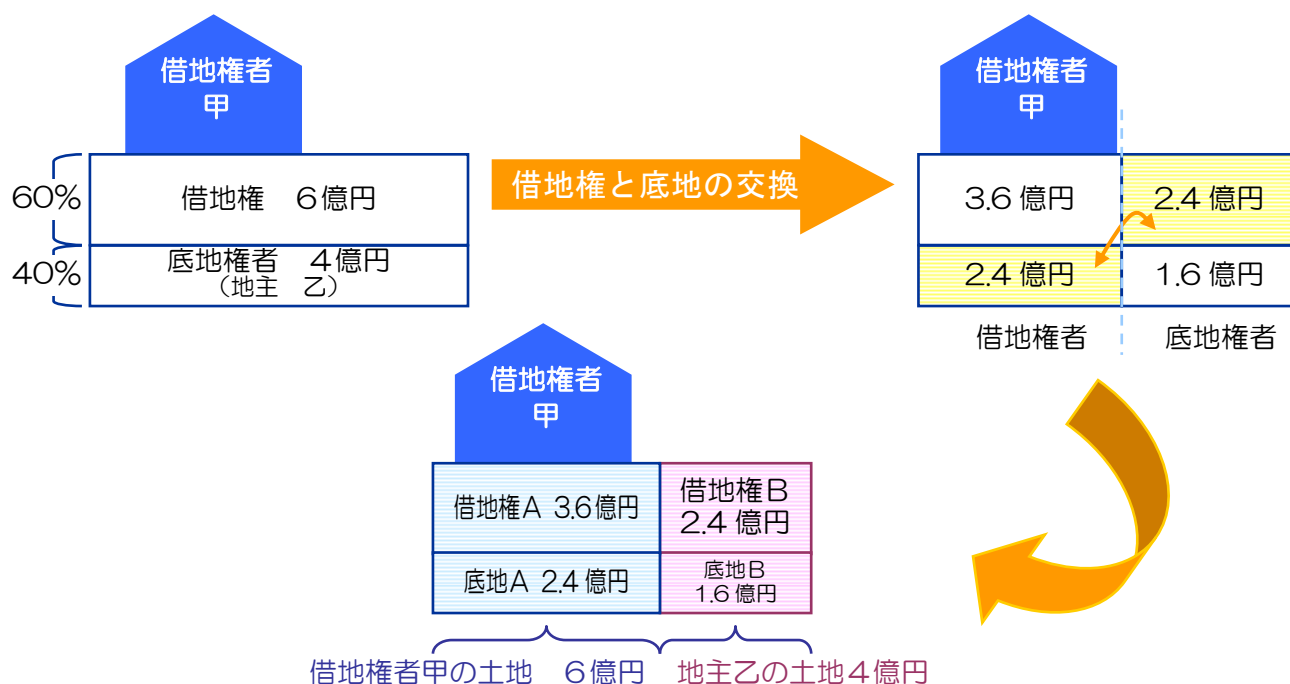 借地権者
甲
60%
借地権　6億円
40%
底地権者　4億円
（地主　乙）
借地権と底地の交換
借地権者
甲
3.6 億円
2.4 億円
2.4 億円
1.6 億円
借地権者
底地権者
借地権者
甲
借地権A 3.6億円
借地権B
2.4 億円
底地A 2.4 億円
底地B
1.6 億円
借地権者甲の土地　6億円
地主乙の土地4億円